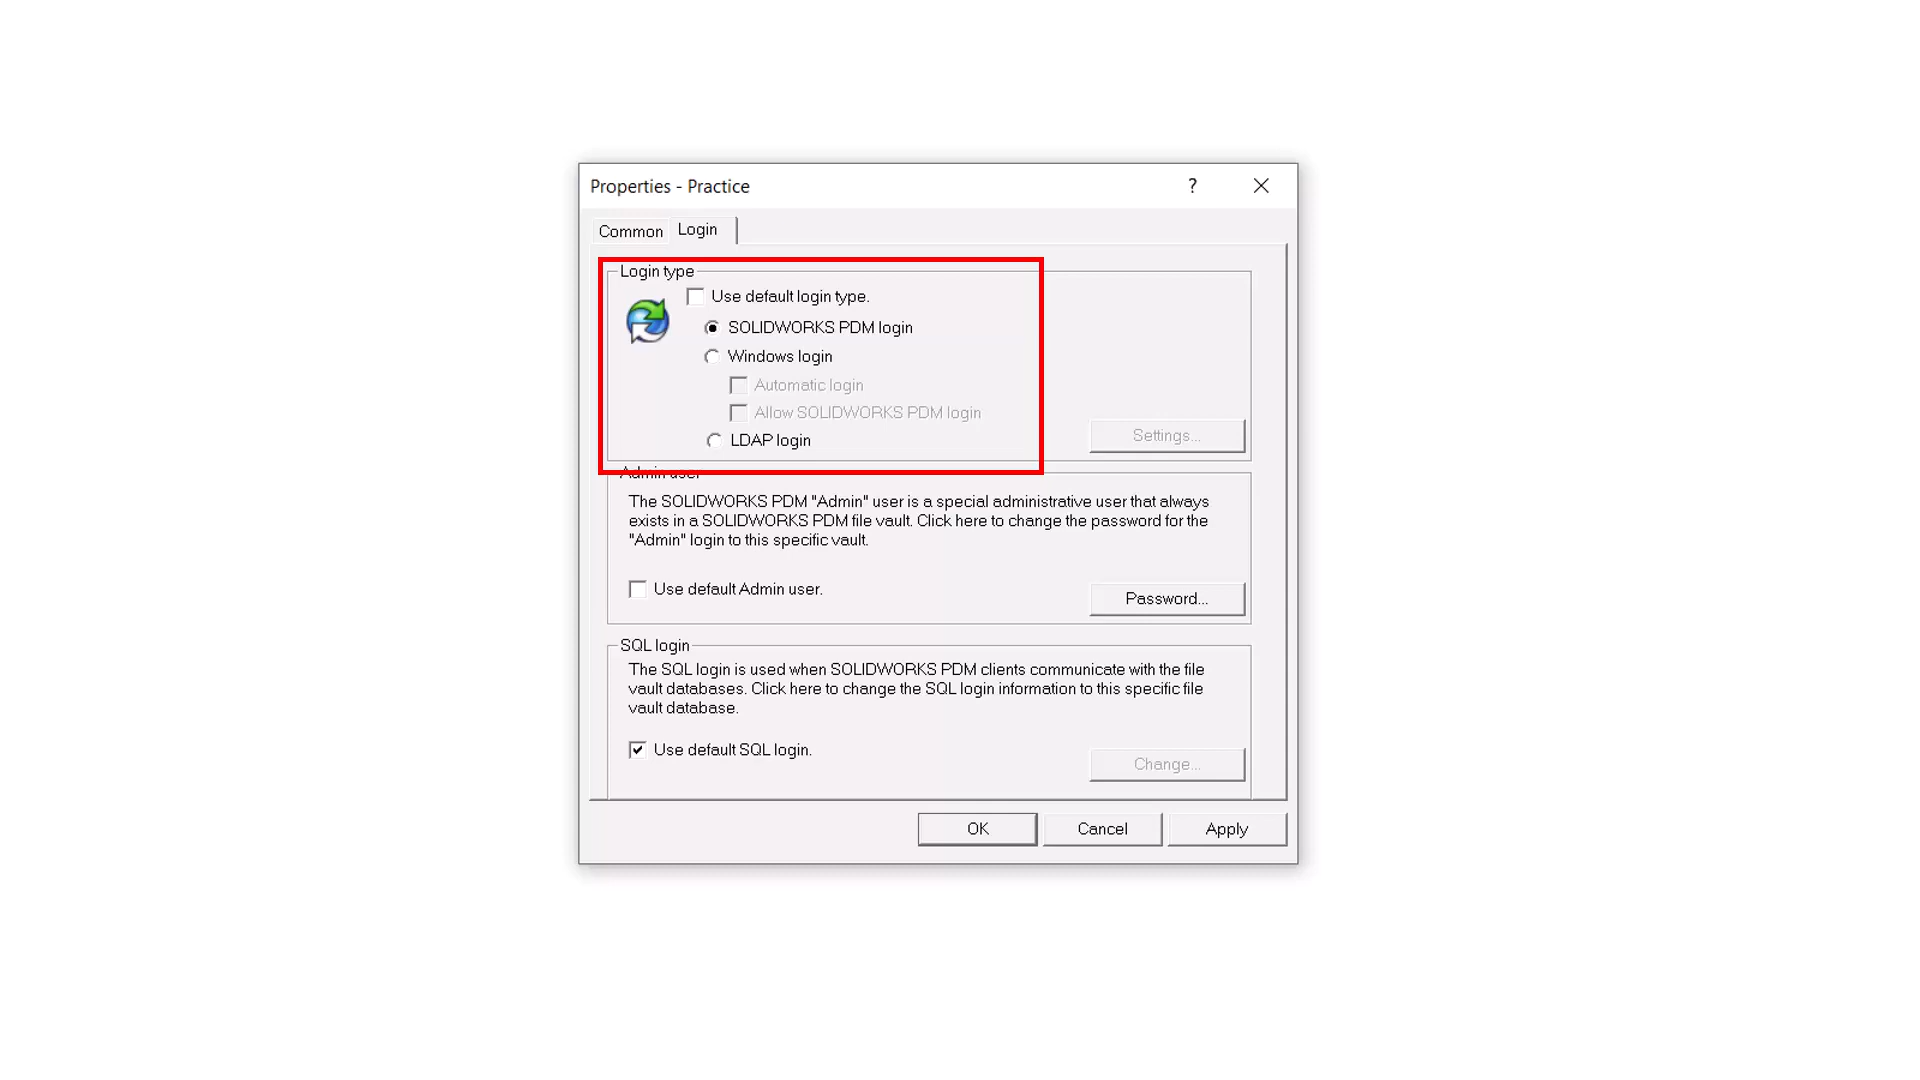 Properties - Practice
?
Common
Login
Login type
Use default login type.
SOLIDWORKS PDM login
Windows login
Automatic login
Allow SOLIDWORKS PDM login
LDAP login
Settings...
Admin user
The SOLIDWORKS PDM "Admin" user is a special administrative user that always
exists in a SOLIDWORKS PDM file vault. Click here to change the password for the
"Admin" login to this specific vault.
Use default Admin user.
Password...
SQL login
The SQL login is used when SOLIDWORKS PDM clients communicate with the file
vault databases. Click here to change the SQL login information to this specific file
vault database.
Use default SQL login.
Change...
OK
Cancel
Apply